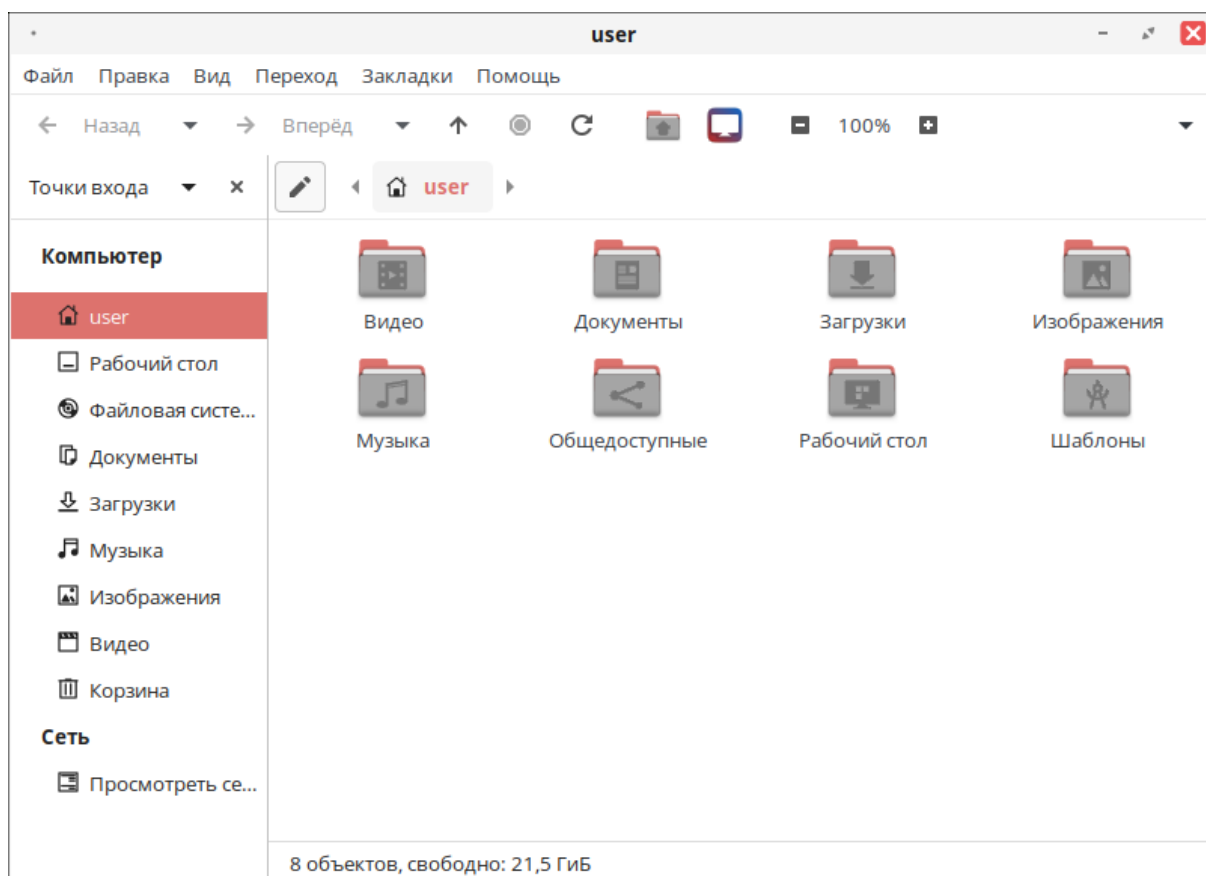 user
Файл Правка Вид Переход Закладки Помощь
Назад Вперёд 100%
Точки входа user
Компьютер
user
Рабочий стол
Файловая систе...
Документы
Загрузки
Музыка
Изображения
Видео
Корзина
Сеть
Просмотреть се...
Видео Документы Загрузки Изображения
Музыка Общедоступные Рабочий стол Шаблоны
8 объектов, свободно: 21,5 ГиБ